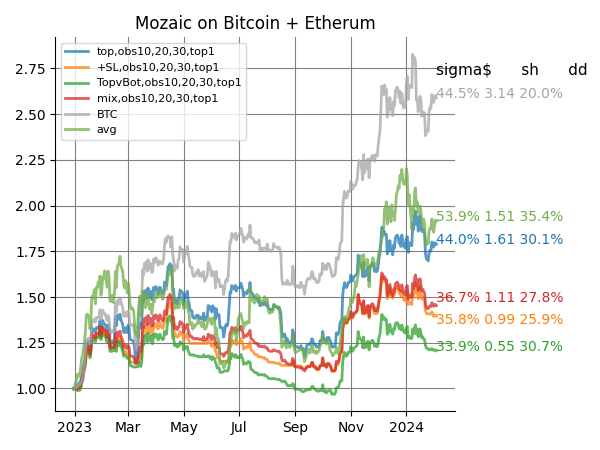 Mozaic on Bitcoin + Etherum
top,obs10,20,30,top1
+SL,obs10,20,30,top1
TopvBot,obs10,20,30,top1
mix,obs10,20,30,top1
BTC
avg
sigma$ sh dd
44.5% 3.14 20.0%
53.9% 1.51 35.4%
44.0% 1.61 30.1%
36.7% 1.11 27.8%
35.8% 0.99 25.9%
33.9% 0.55 30.7%
2.75
2.50
2.25
2.00
1.75
1.50
1.25
1.00
2023 Mar May Jul Sep Nov 2024